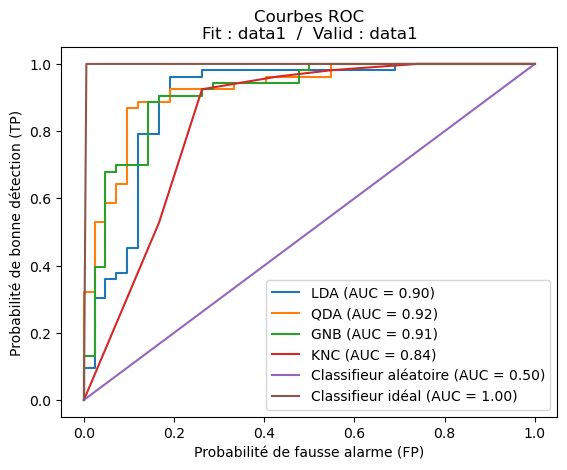 Courbes ROC
Fit : data1  /  Valid : data1
Probabilité de bonne détection (TP)
1.0
0.8
0.6
0.4
0.2
0.0
LDA (AUC = 0.90)
QDA (AUC = 0.92)
GNB (AUC = 0.91)
KNC (AUC = 0.84)
Classifieur aléatoire (AUC = 0.50)
Classifieur idéal (AUC = 1.00)
0.0 0.2 0.4 0.6 0.8 1.0
Probabilité de fausse alarme (FP)